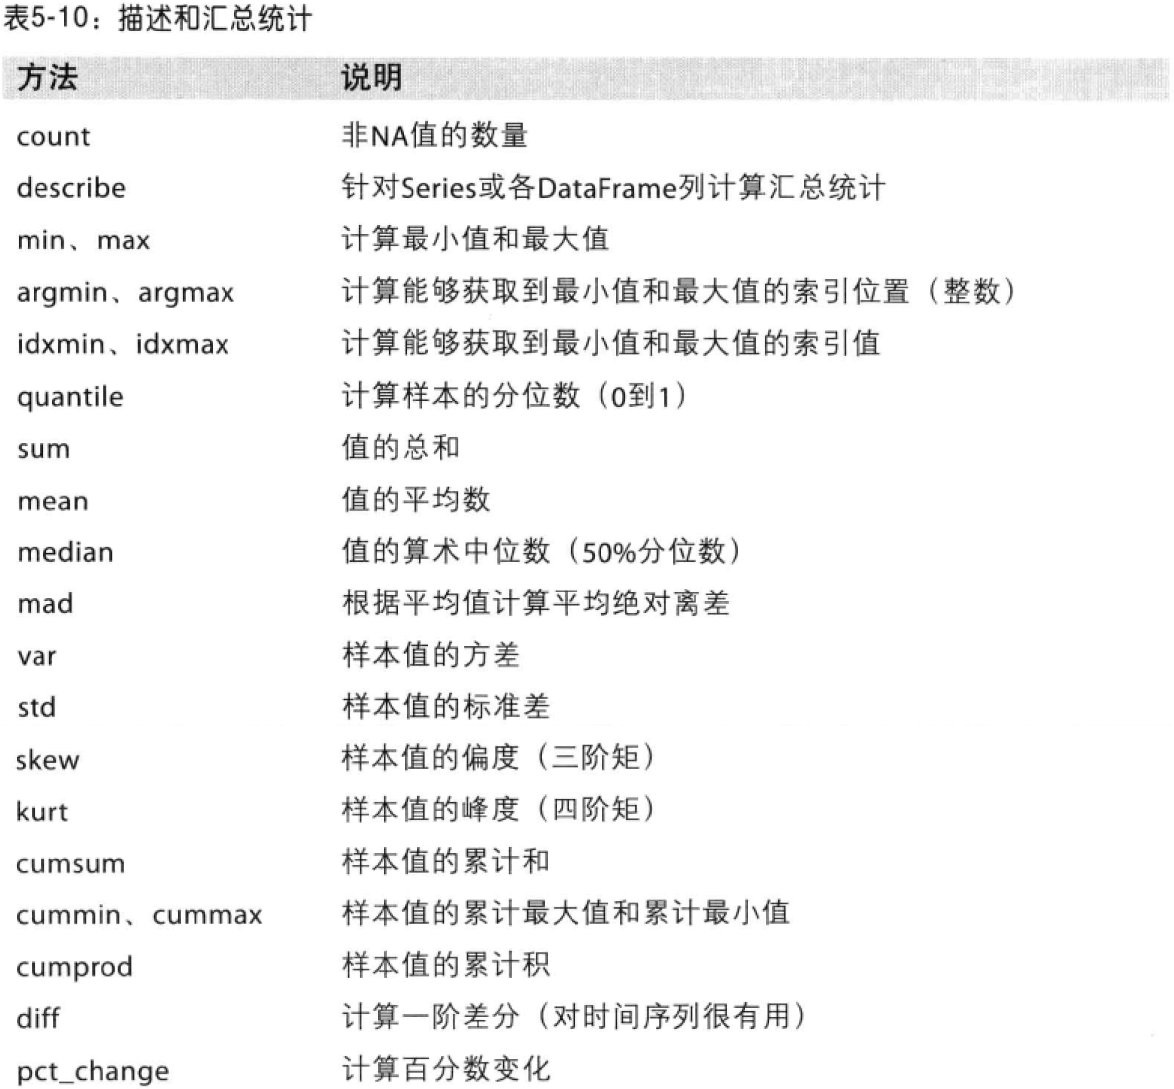 表5-10：描述和汇总统计
方法 说明
count 非NA值的数量
describe 针对Series或各DataFrame列计算汇总统计
min、max 计算最小值和最大值
argmin、argmax 计算能够获取到最小值和最大值的索引位置（整数）
idxmin、idxmax 计算能够获取到最小值和最大值的索引值
quantile 计算样本的分位数（0到1）
sum 值的总和
mean 值的平均数
median 值的算术中位数（50%分位数）
mad 根据平均值计算平均绝对离差
var 样本值的方差
std 样本值的标准差
skew 样本值的偏度（三阶矩）
kurt 样本值的峰度（四阶矩）
cumsum 样本值的累计和
cummin、cummax 样本值的累计最大值和累计最小值
cumprod 样本值的累计积
diff 计算一阶差分（对时间序列很有用）
pct_change 计算百分数变化